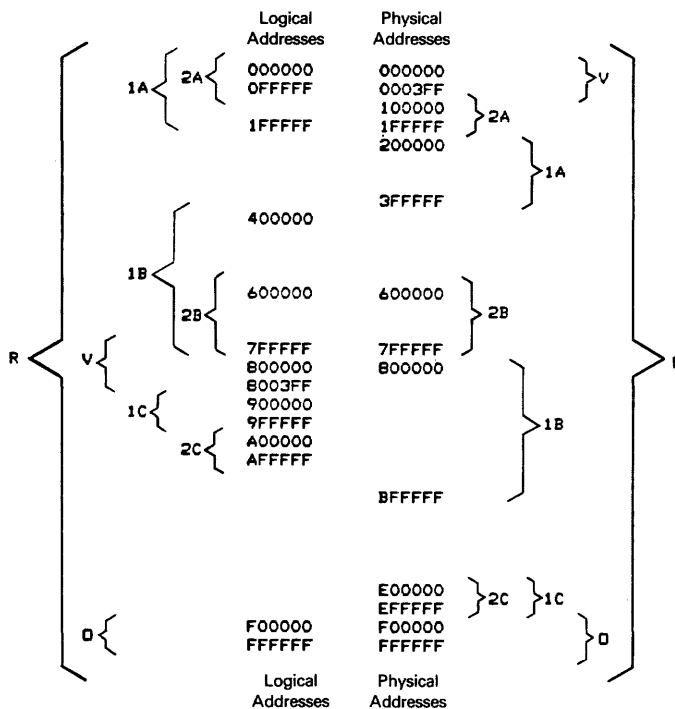 Logical Physical
Addresses Addresses
2A 000000 000000 V
1A 0FFFFF 0003FF
100000 2A
1FFFFF 1FFFFF
200000
1A
3FFFFF
400000
1B
600000 600000
2B 2B
7FFFFF 7FFFFF
R V 800000 800000
8003FF
1C 900000
9FFFFF 1B
2C A00000
AFFFFF
BFFFFF
E00000 2C 1C
EFFFFF
O F00000 F00000 O
FFFFFF FFFFFF
Logical Physical
Addresses Addresses